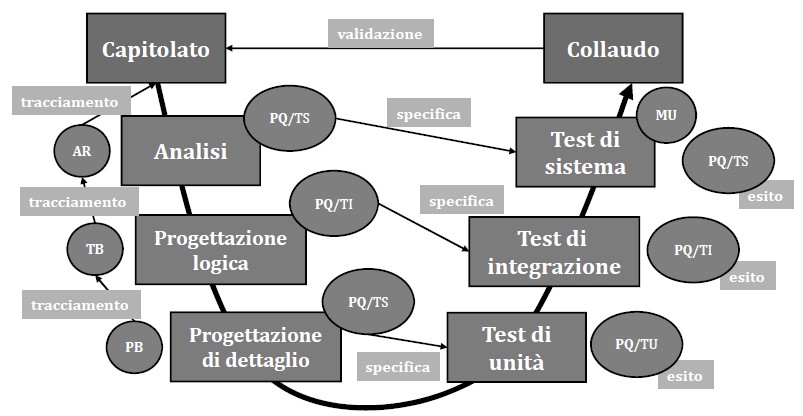 validazione
Capitolato
Collaudo
tracciamento
PQ/TS
specifica
MU
AR
Analisi
Test di
sistema
PQ/TS
esito
tracciamento
PQ/TI
specifica
TB
Progettazione
logica
Test di
integrazione
PQ/TI
esito
tracciamento
PQ/TS
PB
Progettazione
di dettaglio
specifica
Test di
unità
PQ/TU
esito